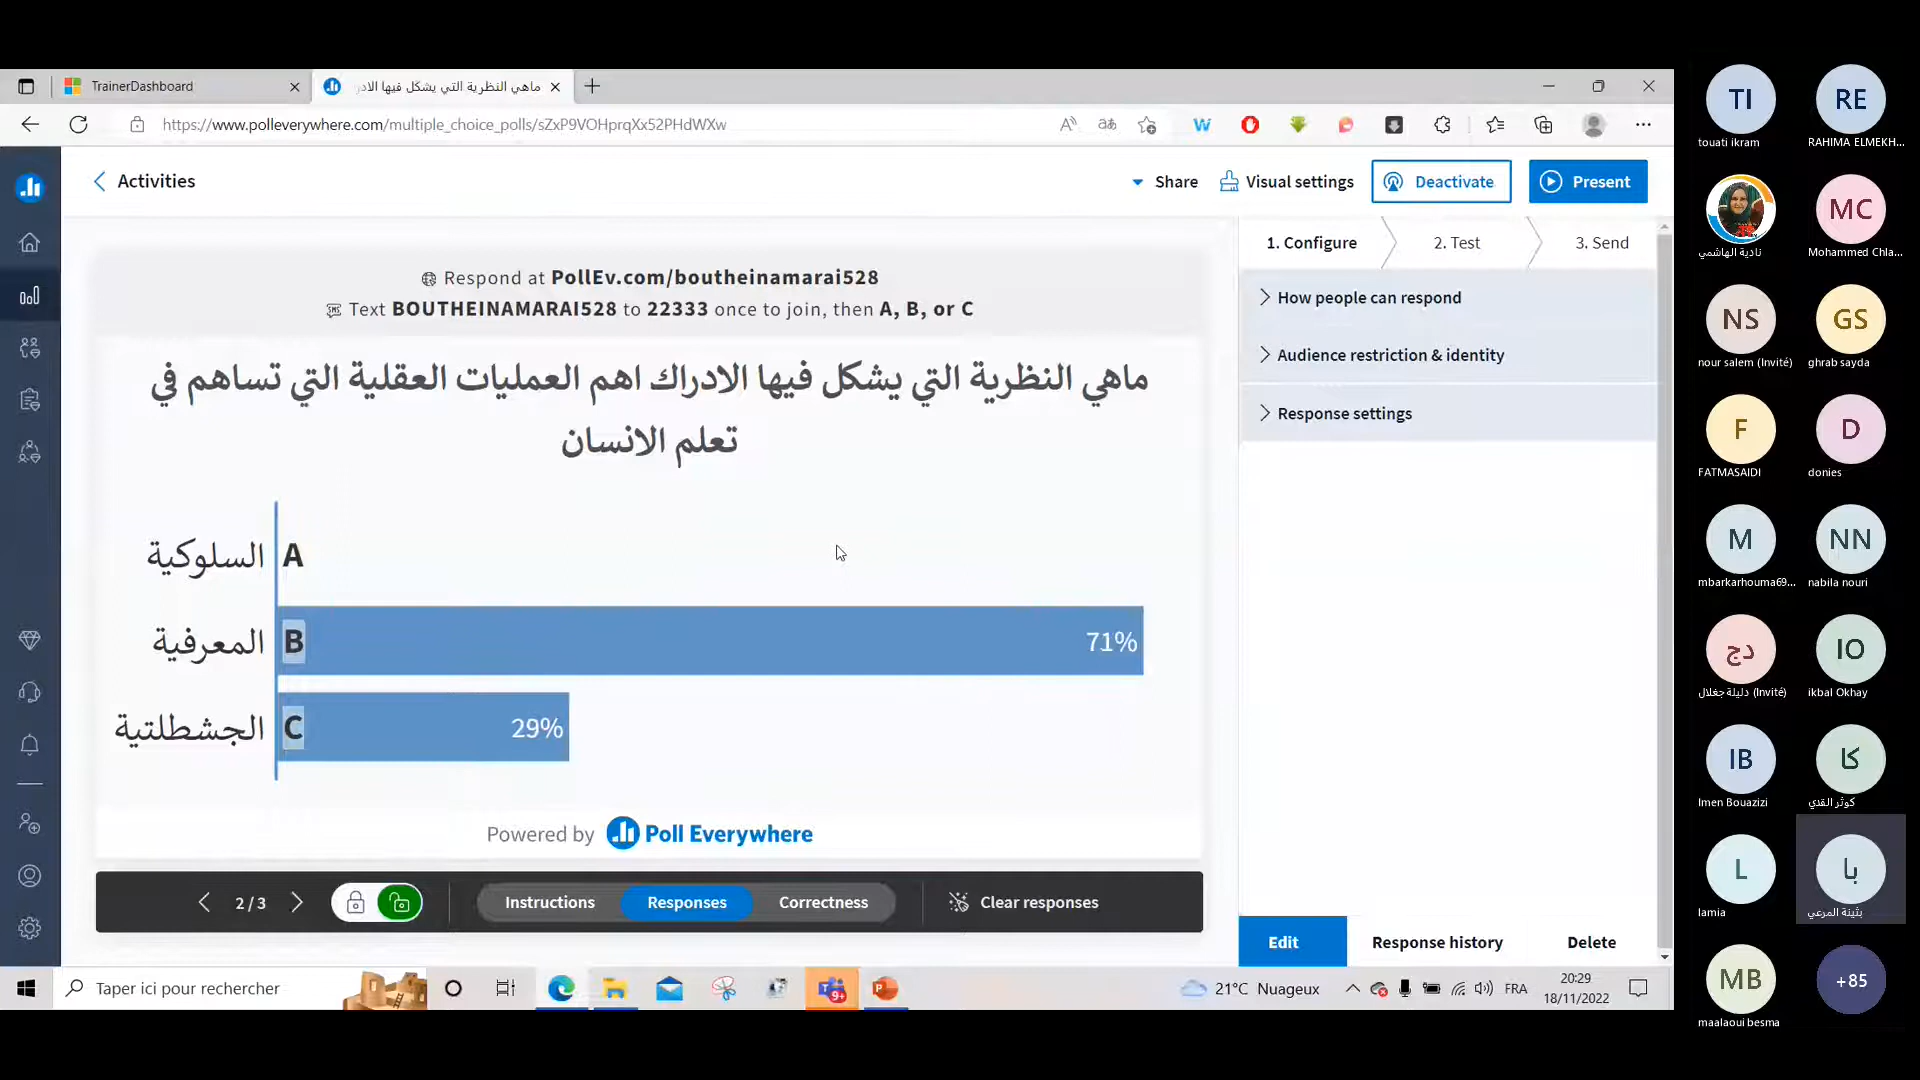 TrainerDashboard
ماهي النظرية التي يشكل فيها الادر
https://www.polleverywhere.com/multiple_choice_polls/sZxP9VOHprqXx52PHdWXw
Activities
Share
Visual settings
Deactivate
Present
Respond at PollEv.com/boutheinamarai528
Text BOUTHEINAMARAI528 to 22333 once to join, then A, B, or C
ماهي النظرية التي يشكل فيها الادراك اهم العمليات العقلية التي تساهم في
تعلم الانسان
السلوكية A
المعرفية B 71%
الجشطلتية C 29%
Powered by Poll Everywhere
2 / 3
Instructions
Responses
Correctness
Clear responses
1. Configure
2. Test
3. Send
How people can respond
Audience restriction & identity
Response settings
Edit
Response history
Delete
Taper ici pour rechercher
9+
21°C Nuageux
FRA
20:29
18/11/2022
TI
touati ikram
RE
RAHIMA ELMEKH...
نادية الهاشمي
MC
Mohammed Chla...
NS
nour salem (Invité)
GS
ghrab sayda
F
FATMASAIDI
D
donies
M
mbarkarhouma69...
NN
nabila nouri
دج
دليلة جغلال (Invité)
IO
ikbal Okhay
IB
Imen Bouazizi
كا
كوثر القدي
L
lamia
با
بثينة المرعي
MB
maalaoui besma
+85